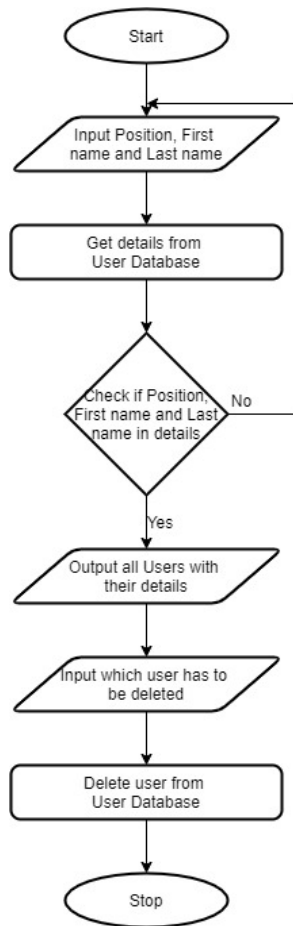 Start
Input Position, First
name and Last name
Get details from
User Database
Check if Position,
First name and Last
name in details
No
Yes
Output all Users with
their details
Input which user has to
be deleted
Delete user from
User Database
Stop